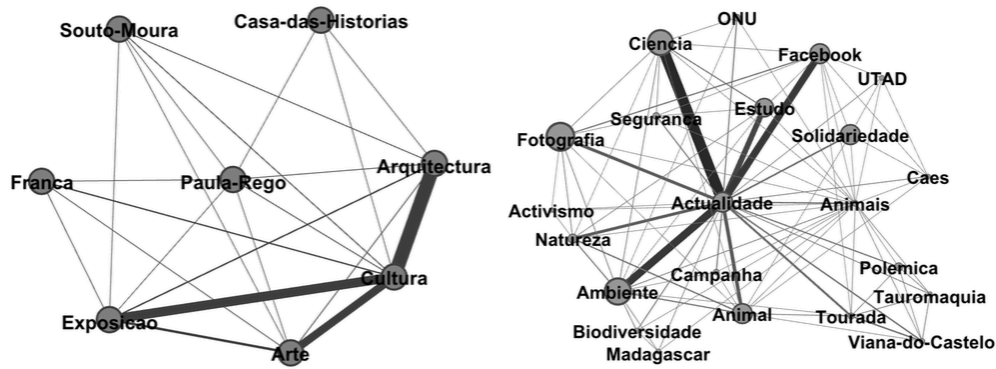 Souto-Moura
Casa-das-Historias
Arquitectura
Franca
Paula-Rego
Cultura
Exposicao
Arte
ONU
Ciencia
Facebook
UTAD
Estudo
Seguranca
Solidariedade
Fotografia
Caes
Actualidade
Animais
Activismo
Natureza
Polemica
Campanha
Ambiente
Tauromaquia
Animal
Tourada
Biodiversidade
Viana-do-Castelo
Madagascar